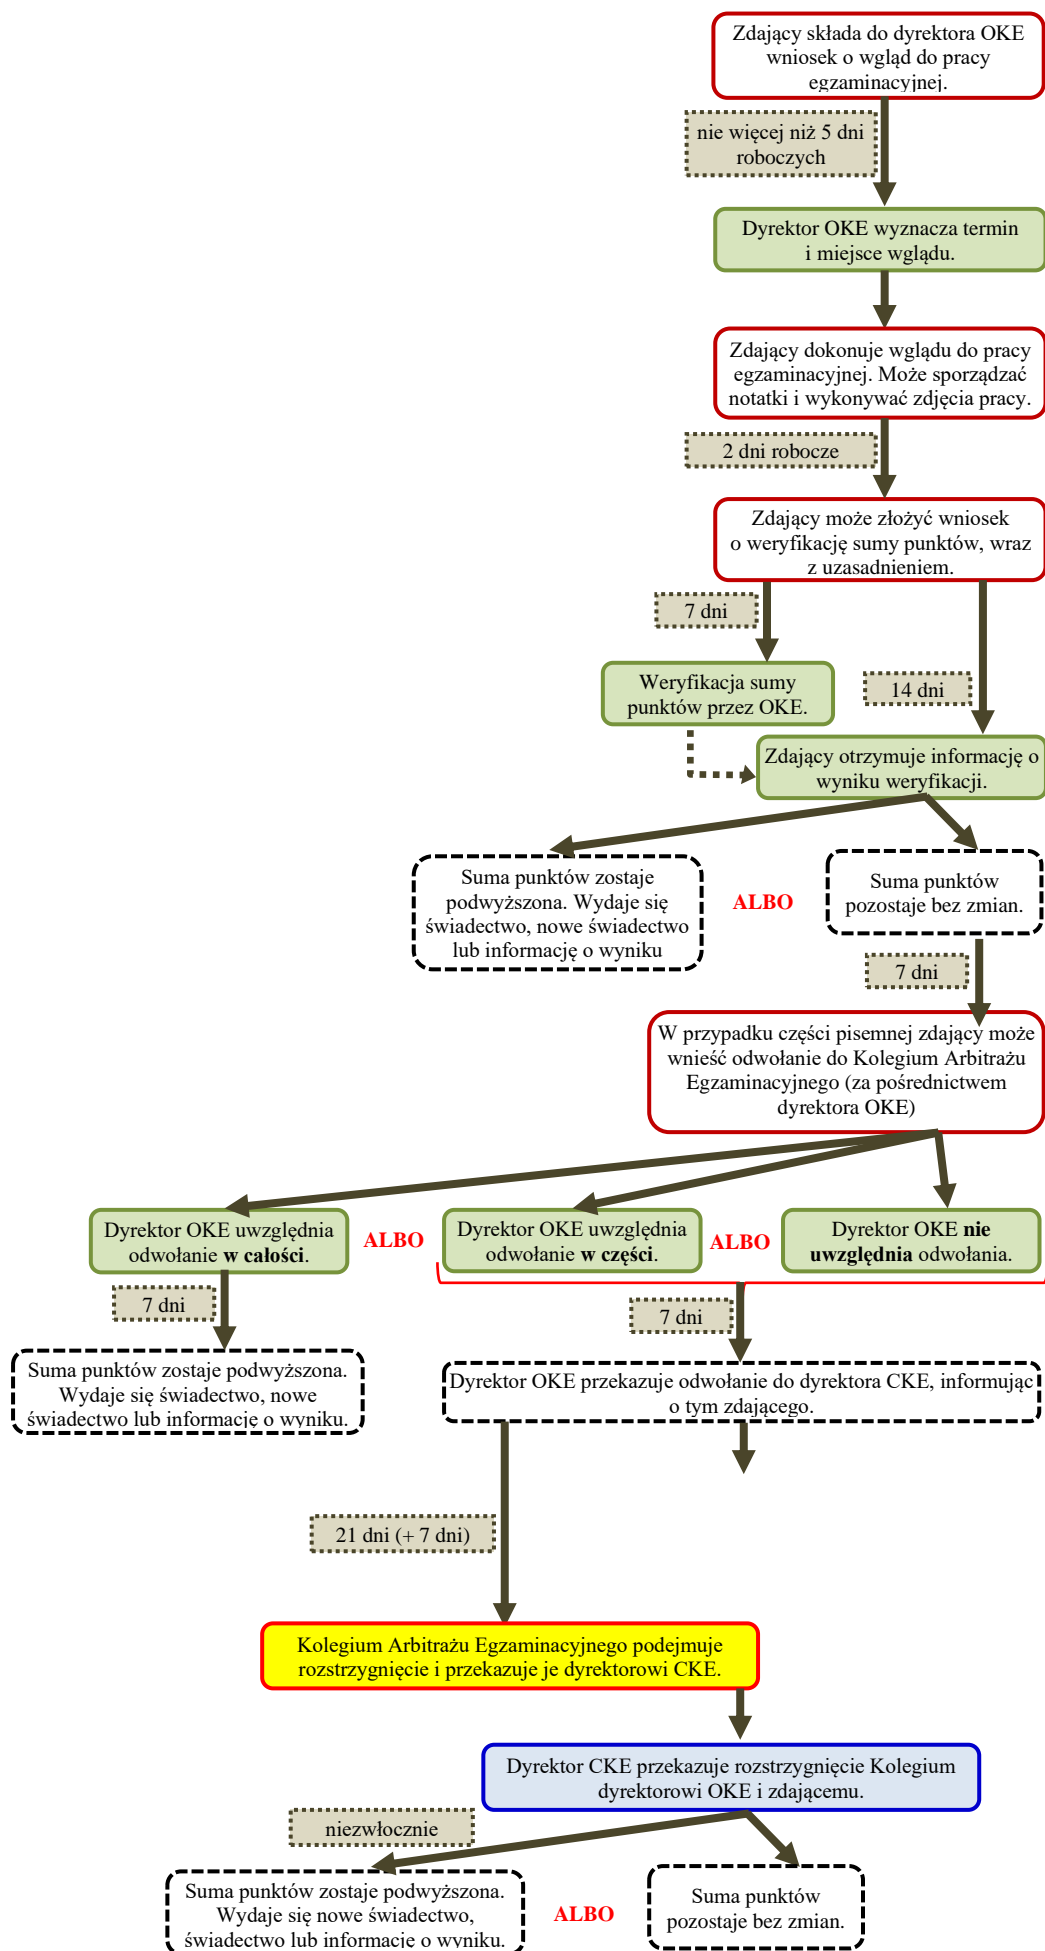 Zdający składa do dyrektora OKE
wniosek o wgląd do pracy
egzaminacyjnej.
nie więcej niż 5 dni
roboczych
Dyrektor OKE wyznacza termin
i miejsce wglądu.
Zdający dokonuje wglądu do pracy
egzaminacyjnej. Może sporządzać
notatki i wykonywać zdjęcia pracy.
2 dni robocze
Zdający może złożyć wniosek
o weryfikację sumy punktów, wraz
z uzasadnieniem.
7 dni
Weryfikacja sumy
punktów przez OKE.
14 dni
Zdający otrzymuje informację o
wyniku weryfikacji.
Suma punktów zostaje
podwyższona. Wydaje się
świadectwo, nowe świadectwo
lub informację o wyniku
ALBO
Suma punktów
pozostaje bez zmian.
7 dni
W przypadku części pisemnej zdający może
wnieść odwołanie do Kolegium Arbitrażu
Egzaminacyjnego (za pośrednictwem
dyrektora OKE)
Dyrektor OKE uwzględnia
odwołanie w całości.
ALBO
Dyrektor OKE uwzględnia
odwołanie w części.
ALBO
Dyrektor OKE nie
uwzględnia odwołania.
7 dni
7 dni
Suma punktów zostaje podwyższona.
Wydaje się świadectwo, nowe
świadectwo lub informację o wyniku.
Dyrektor OKE przekazuje odwołanie do dyrektora CKE, informując
o tym zdającego.
21 dni (+ 7 dni)
Kolegium Arbitrażu Egzaminacyjnego podejmuje
rozstrzygnięcie i przekazuje je dyrektorowi CKE.
Dyrektor CKE przekazuje rozstrzygnięcie Kolegium
dyrektorowi OKE i zdającemu.
niezwłocznie
Suma punktów zostaje podwyższona.
Wydaje się nowe świadectwo,
świadectwo lub informację o wyniku.
ALBO
Suma punktów
pozostaje bez zmian.